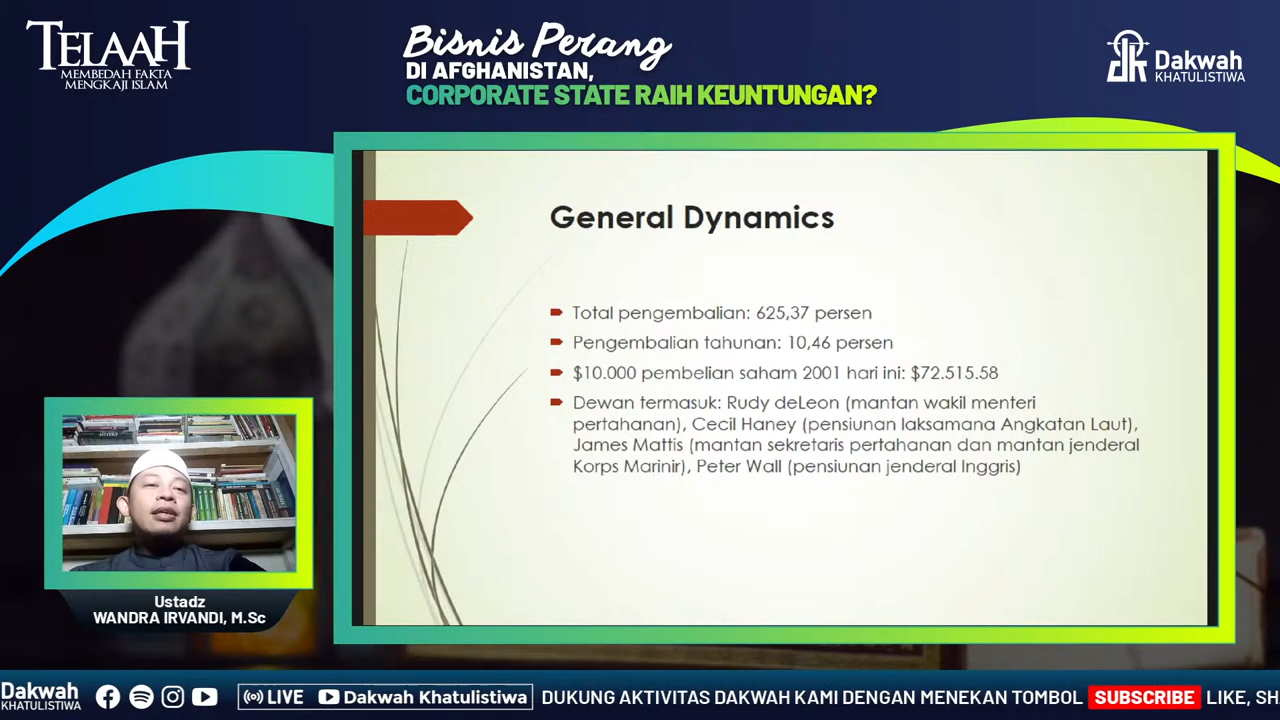 TELAAH
MEMBEDAH FAKTA
MENGKAJI ISLAM
Bisnis Perang
DI AFGHANISTAN,
CORPORATE STATE RAIH KEUNTUNGAN?
Dakwah
KHATULISTIWA
General Dynamics
Total pengembalian: 625,37 persen
Pengembalian tahunan: 10,46 persen
$10.000 pembelian saham 2001 hari ini: $72.515.58
Dewan termasuk: Rudy deLeon (mantan wakil menteri
pertahanan), Cecil Haney (pensiunan laksamana Angkatan Laut),
James Mattis (mantan sekretaris pertahanan dan mantan jenderal
Korps Marinir), Peter Wall (pensiunan jenderal Inggris)
Ustadz
WANDRA IRVANDI, M.Sc
Dakwah
KHATULISTIWA
LIVE Dakwah Khatulistiwa DUKUNG AKTIVITAS DAKWAH KAMI DENGAN MENEKAN TOMBOL SUBSCRIBE LIKE, SH